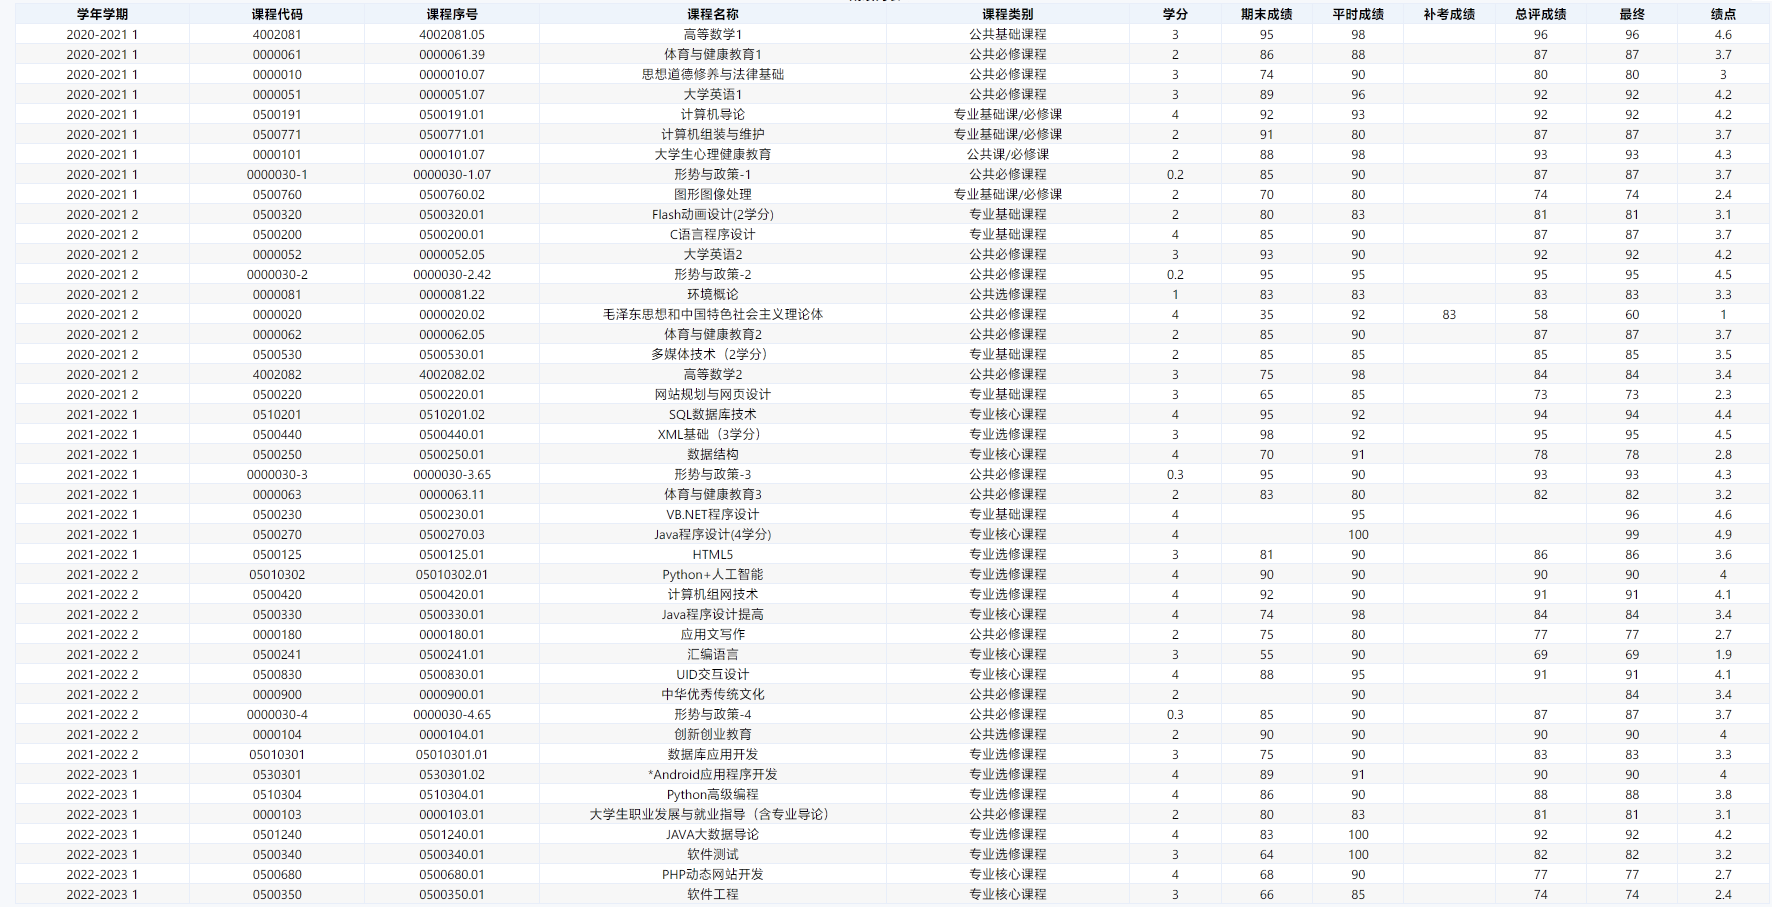 学年学期 课程代码 课程序号 课程名称 课程类别 学分 期末成绩 平时成绩 补考成绩 总评成绩 最终 绩点
2020-2021 1 4002081 4002081.05 高等数学1 公共基础课程 3 95 98 96 96 4.6
2020-2021 1 0000061 0000061.39 体育与健康教育1 公共必修课程 2 86 88 87 87 3.7
2020-2021 1 0000010 0000010.07 思想道德修养与法律基础 公共必修课程 3 74 90 80 80 3
2020-2021 1 0000051 0000051.07 大学英语1 公共必修课程 3 89 96 92 92 4.2
2020-2021 1 0500191 0500191.01 计算机导论 专业基础课/必修课 4 92 93 92 92 4.2
2020-2021 1 0500771 0500771.01 计算机组装与维护 专业基础课/必修课 2 91 80 87 87 3.7
2020-2021 1 0000101 0000101.07 大学生心理健康教育 公共课/必修课 2 88 98 93 93 4.3
2020-2021 1 0000030-1 0000030-1.07 形势与政策-1 公共必修课程 0.2 85 90 87 87 3.7
2020-2021 1 0500760 0500760.02 图形图像处理 专业基础课/必修课 2 70 80 74 74 2.4
2020-2021 2 0500320 0500320.01 Flash动画设计(2学分) 专业基础课程 2 80 83 81 81 3.1
2020-2021 2 0500200 0500200.01 C语言程序设计 专业基础课程 4 85 90 87 87 3.7
2020-2021 2 0000052 0000052.05 大学英语2 公共必修课程 3 93 90 92 92 4.2
2020-2021 2 0000030-2 0000030-2.42 形势与政策-2 公共必修课程 0.2 95 95 95 95 4.5
2020-2021 2 0000081 0000081.22 环境概论 公共选修课程 1 83 83 83 83 3.3
2020-2021 2 0000020 0000020.02 毛泽东思想和中国特色社会主义理论体 公共必修课程 4 35 92 83 58 60 1
2020-2021 2 0000062 0000062.05 体育与健康教育2 公共必修课程 2 85 90 87 87 3.7
2020-2021 2 0500530 0500530.01 多媒体技术（2学分） 专业基础课程 2 85 85 85 85 3.5
2020-2021 2 4002082 4002082.02 高等数学2 公共必修课程 3 75 98 84 84 3.4
2020-2021 2 0500220 0500220.01 网站规划与网页设计 专业基础课程 3 65 85 73 73 2.3
2021-2022 1 0510201 0510201.02 SQL数据库技术 专业核心课程 4 95 92 94 94 4.4
2021-2022 1 0500440 0500440.01 XML基础（3学分） 专业选修课程 3 98 92 95 95 4.5
2021-2022 1 0500250 0500250.01 数据结构 专业核心课程 4 70 91 78 78 2.8
2021-2022 1 0000030-3 0000030-3.65 形势与政策-3 公共必修课程 0.3 95 90 93 93 4.3
2021-2022 1 0000063 0000063.11 体育与健康教育3 公共必修课程 2 83 80 82 82 3.2
2021-2022 1 0500230 0500230.01 VB.NET程序设计 专业基础课程 4 95 96 4.6
2021-2022 1 0500270 0500270.03 Java程序设计(4学分) 专业核心课程 4 100 99 4.9
2021-2022 1 0500125 0500125.01 HTML5 专业选修课程 3 81 90 86 86 3.6
2021-2022 2 05010302 05010302.01 Python+人工智能 专业选修课程 4 90 90 90 90 4
2021-2022 2 0500420 0500420.01 计算机组网技术 专业选修课程 4 92 90 91 91 4.1
2021-2022 2 0500330 0500330.01 Java程序设计提高 专业核心课程 4 74 98 84 84 3.4
2021-2022 2 0000180 0000180.01 应用文写作 公共必修课程 2 75 80 77 77 2.7
2021-2022 2 0500241 0500241.01 汇编语言 专业核心课程 3 55 90 69 69 1.9
2021-2022 2 0500830 0500830.01 UID交互设计 专业核心课程 4 88 95 91 91 4.1
2021-2022 2 0000900 0000900.01 中华优秀传统文化 公共必修课程 2 90 84 3.4
2021-2022 2 0000030-4 0000030-4.65 形势与政策-4 公共必修课程 0.3 85 90 87 87 3.7
2021-2022 2 0000104 0000104.01 创新创业教育 公共选修课程 2 90 90 90 90 4
2021-2022 2 05010301 05010301.01 数据库应用开发 专业选修课程 3 75 90 83 83 3.3
2022-2023 1 0530301 0530301.02 *Android应用程序开发 专业选修课程 4 89 91 90 90 4
2022-2023 1 0510304 0510304.01 Python高级编程 专业选修课程 4 86 90 88 88 3.8
2022-2023 1 0000103 0000103.01 大学生职业发展与就业指导（含专业导论） 公共必修课程 2 80 83 81 81 3.1
2022-2023 1 0501240 0501240.01 JAVA大数据导论 专业选修课程 4 83 100 92 92 4.2
2022-2023 1 0500340 0500340.01 软件测试 专业选修课程 3 64 100 82 82 3.2
2022-2023 1 0500680 0500680.01 PHP动态网站开发 专业核心课程 4 68 90 77 77 2.7
2022-2023 1 0500350 0500350.01 软件工程 专业核心课程 3 66 85 74 74 2.4